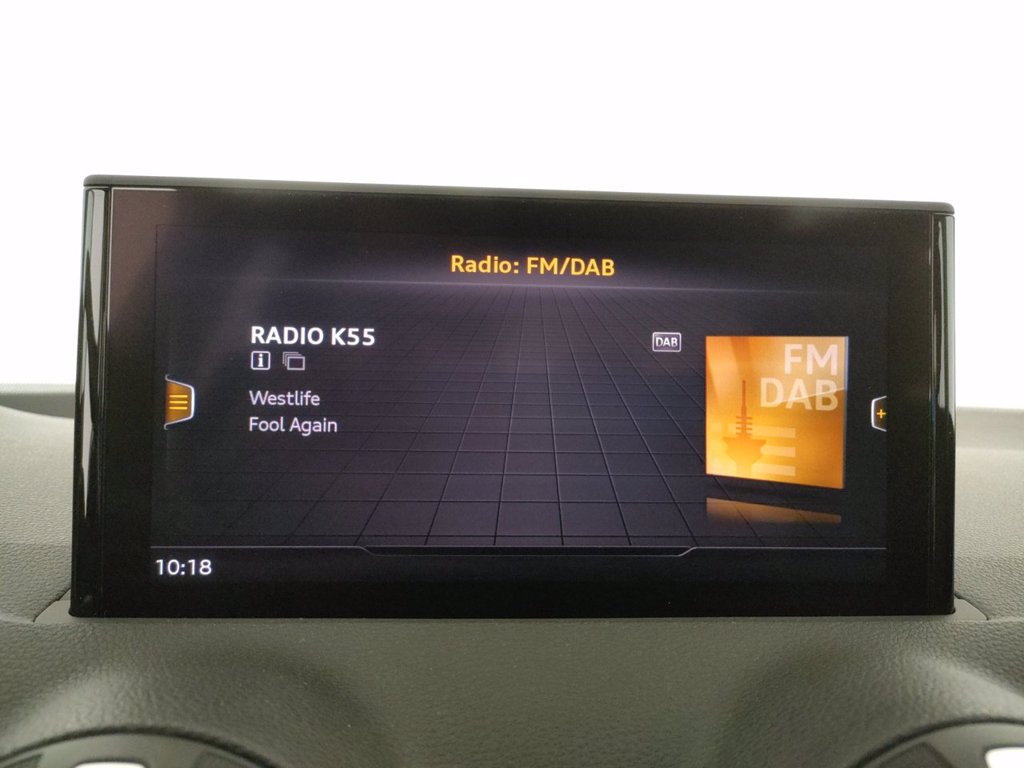 Radio: FM/DAB
RADIO K55
DAB
i
Westlife
Fool Again
FM
DAB
+
10:18